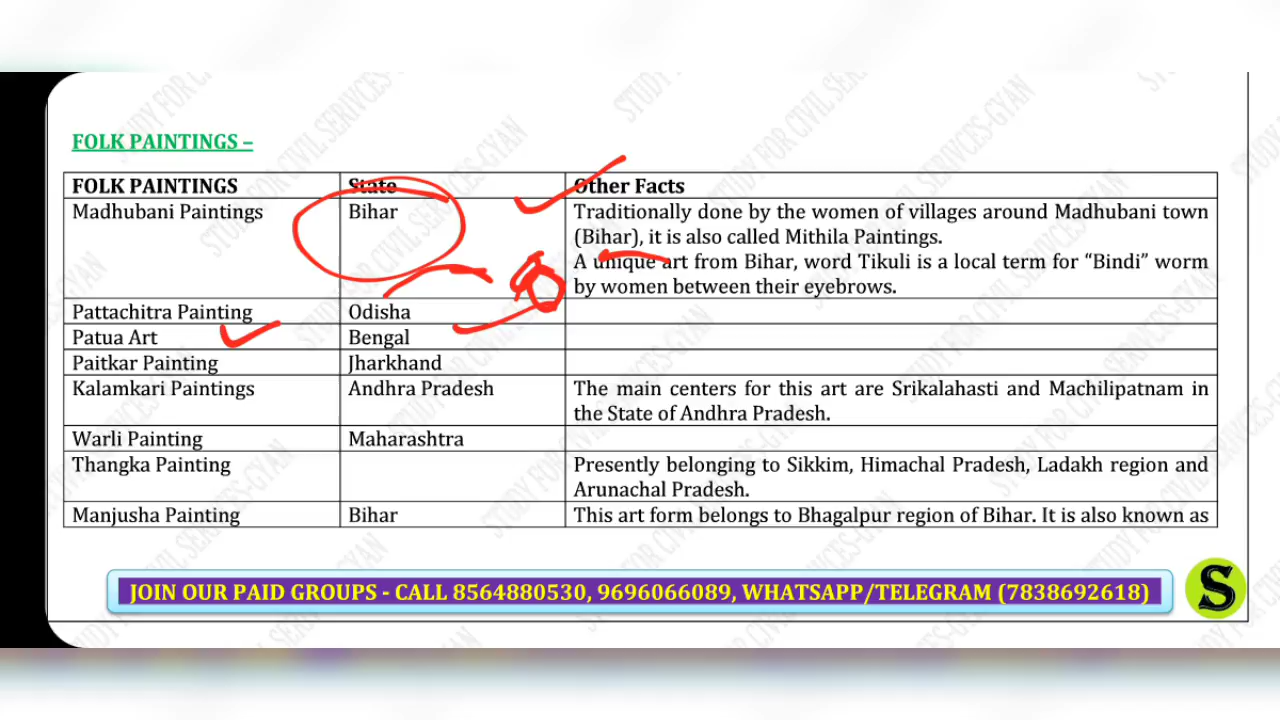 FOLK PAINTINGS –
FOLK PAINTINGS State Other Facts
Madhubani Paintings Bihar Traditionally done by the women of villages around Madhubani town
(Bihar), it is also called Mithila Paintings.
A unique art from Bihar, word Tikuli is a local term for “Bindi” worm
by women between their eyebrows.
Pattachitra Painting Odisha
Patua Art Bengal
Paitkar Painting Jharkhand
Kalamkari Paintings Andhra Pradesh The main centers for this art are Srikalahasti and Machilipatnam in
the State of Andhra Pradesh.
Warli Painting Maharashtra
Thangka Painting Presently belonging to Sikkim, Himachal Pradesh, Ladakh region and
Arunachal Pradesh.
Manjusha Painting Bihar This art form belongs to Bhagalpur region of Bihar. It is also known as
JOIN OUR PAID GROUPS - CALL 8564880530, 9696066089, WHATSAPP/TELEGRAM (7838692618)
S
STUDY FOR CIVIL SERIVCES-GYAN